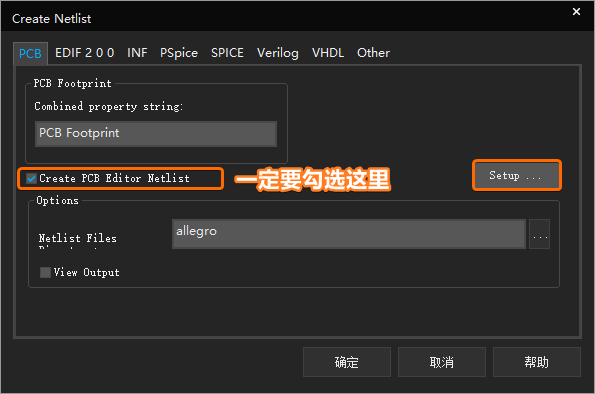 Create Netlist
PCB EDIF 2 0 0 INF PSpice SPICE Verilog VHDL Other
PCB Footprint
Combined property string:
PCB Footprint
Create PCB Editor Netlist 一定要勾选这里 Setup ...
Options
Netlist Files
allegro ...
View Output
确定 取消 帮助